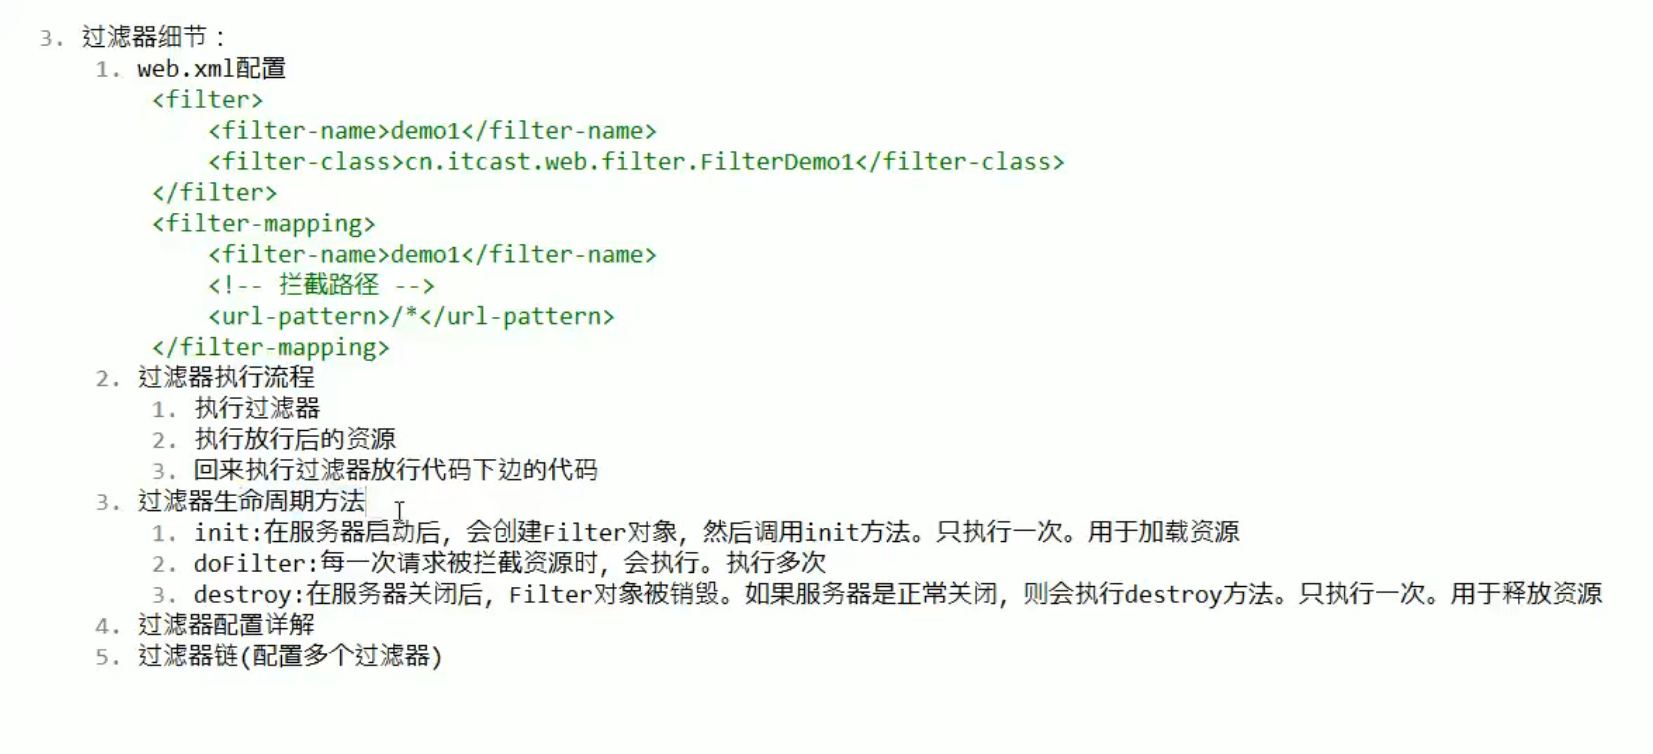 3. 过滤器细节：
1. web.xml配置
<filter>
<filter-name>demo1</filter-name>
<filter-class>cn.itcast.web.filter.FilterDemo1</filter-class>
</filter>
<filter-mapping>
<filter-name>demo1</filter-name>
<!-- 拦截路径 -->
<url-pattern>/*</url-pattern>
</filter-mapping>
2. 过滤器执行流程
1. 执行过滤器
2. 执行放行后的资源
3. 回来执行过滤器放行代码下边的代码
3. 过滤器生命周期方法
1. init:在服务器启动后，会创建Filter对象，然后调用init方法。只执行一次。用于加载资源
2. doFilter:每一次请求被拦截资源时，会执行。执行多次
3. destroy:在服务器关闭后，Filter对象被销毁。如果服务器是正常关闭，则会执行destroy方法。只执行一次。用于释放资源
4. 过滤器配置详解
5. 过滤器链(配置多个过滤器)